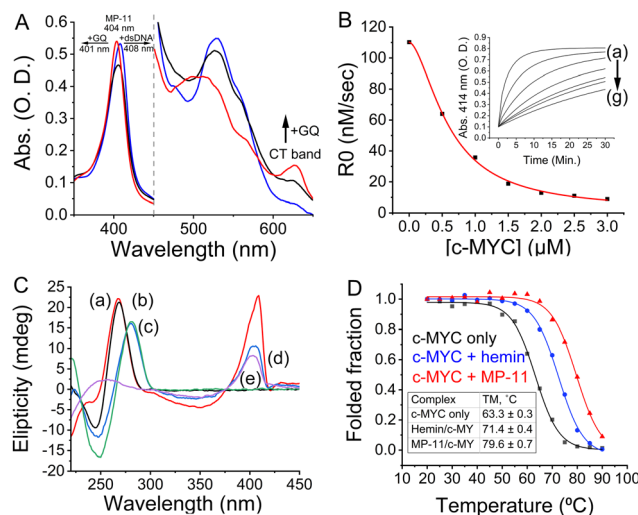 A
MP-11
404 nm
+GQ
401 nm
+dsDNA
408 nm
+GQ
CT band
Abs. (O. D.)
0.0
0.1
0.2
0.3
0.4
0.5
0.6
400
500
600
Wavelength (nm)
B
R0 (nM/sec)
0
20
40
60
80
100
120
0.0
0.5
1.0
1.5
2.0
2.5
3.0
[c-MYC] (µM)
Abs. 414 nm (O. D.)
0.1
0.2
0.3
0.4
0.5
0.6
0.7
0.8
0.9
0
5
10
15
20
25
30
Time (Min.)
(a)
(g)
C
Elipticity (mdeg)
25
20
15
10
5
0
-5
-10
-15
-20
(a)
(b)
(c)
(d)
(e)
250
300
350
400
450
Wavelength (nm)
D
Folded fraction
0.0
0.2
0.4
0.6
0.8
1.0
c-MYC only
c-MYC + hemin
c-MYC + MP-11
Complex TM, ˚C
c-MYC only 63.3 ± 0.3
Hemin/c-MY 71.4 ± 0.4
MP-11/c-MY 79.6 ± 0.7
10 20 30 40 50 60 70 80 90 100
Temperature (ºC)